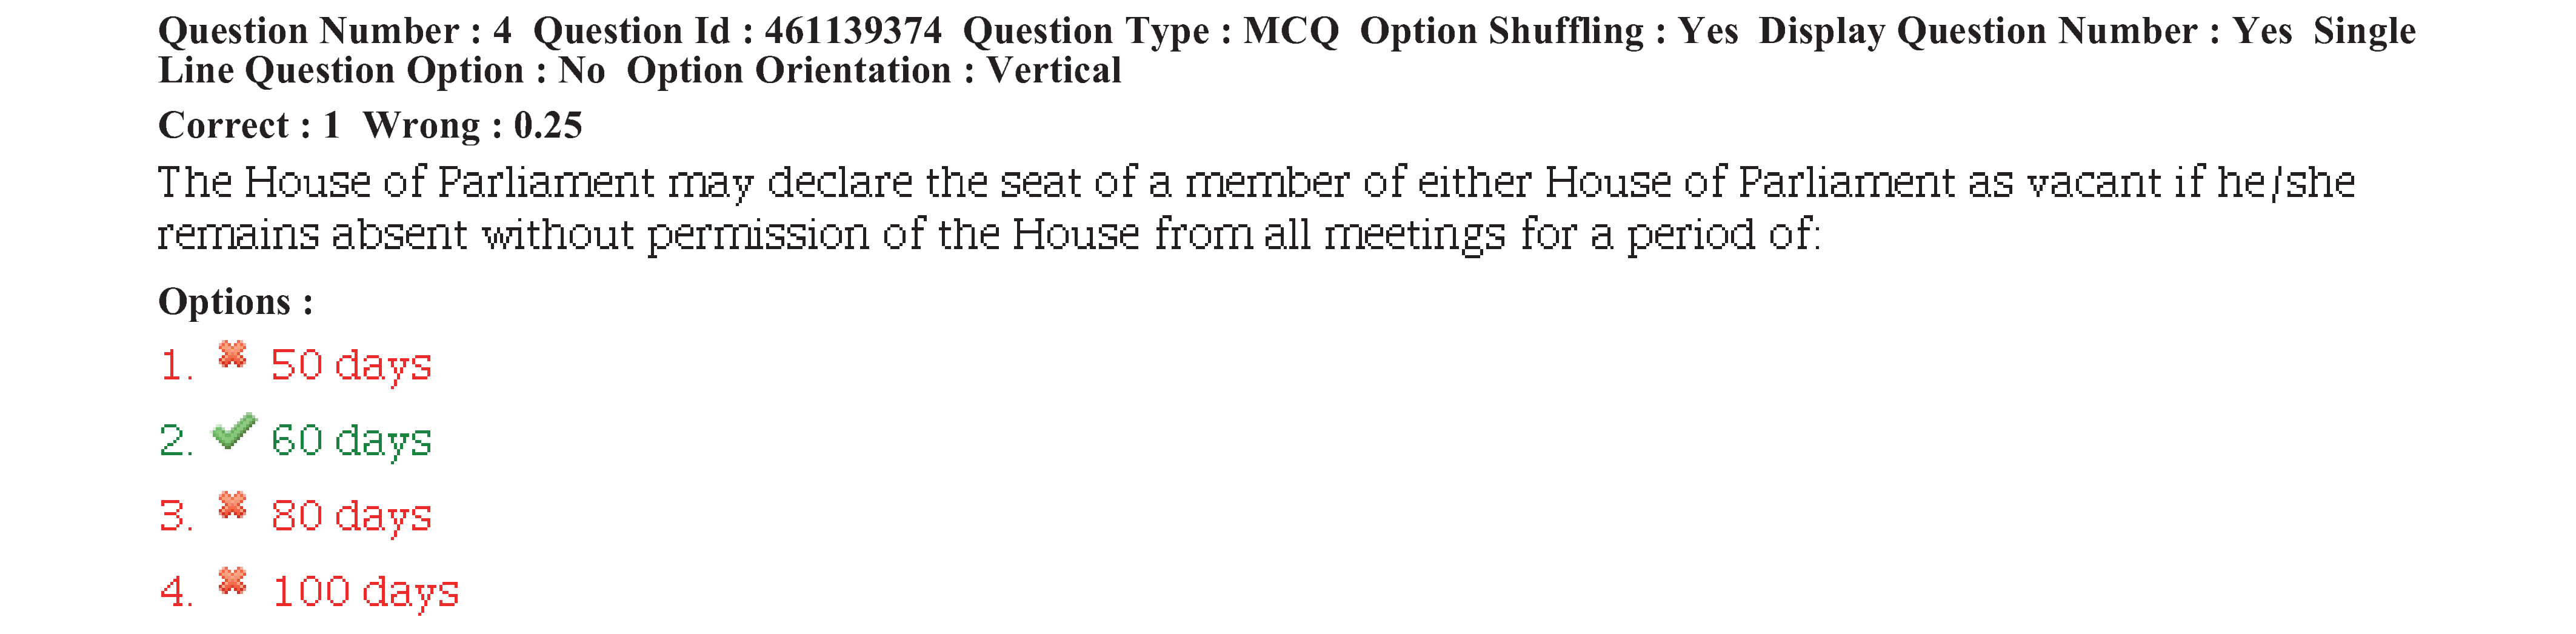 Question Number : 4 Question Id : 461139374 Question Type : MCQ Option Shuffling : Yes Display Question Number : Yes Single
Line Question Option : No Option Orientation : Vertical
Correct : 1 Wrong : 0.25
The House of Parliament may declare the seat of a member of either House of Parliament as vacant if he/she
remains absent without permission of the House from all meetings for a period of:
Options :
1. 50 days
2. 60 days
3. 80 days
4. 100 days